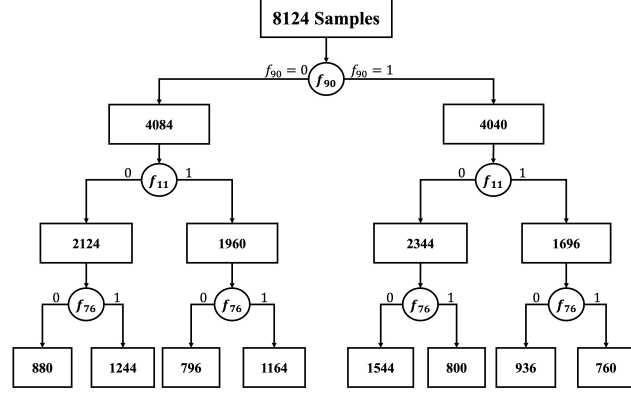 8124 Samples
f90 = 0 f90 f90 = 1
4084 4040
0 f11 1 0 f11 1
2124 1960 2344 1696
0 f76 1 0 f76 1 0 f76 1 0 f76 1
880 1244 796 1164 1544 800 936 760